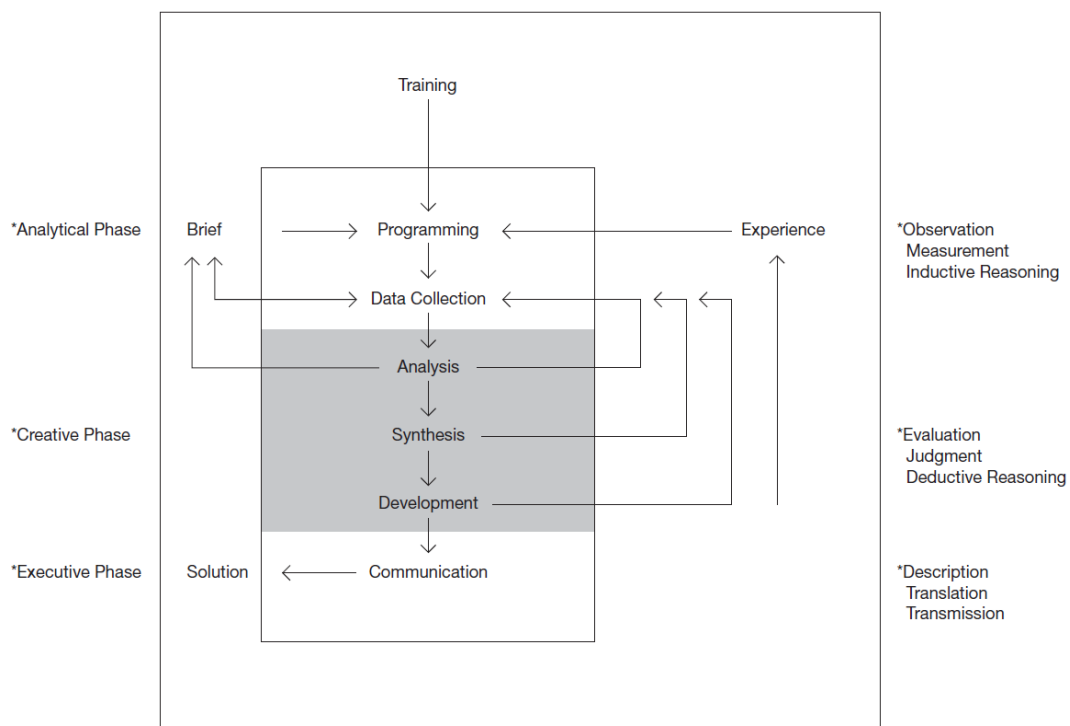 Training
*Analytical Phase
Brief
Programming
Experience
*Observation
Measurement
Inductive Reasoning
Data Collection
Analysis
*Creative Phase
Synthesis
*Evaluation
Judgment
Deductive Reasoning
Development
*Executive Phase
Solution
Communication
*Description
Translation
Transmission